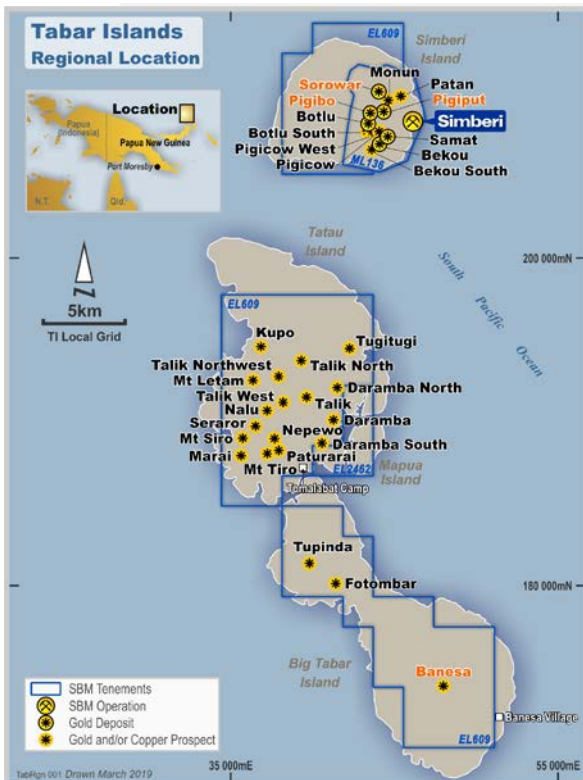 Tabar Islands
Regional Location
EL609
Simberi
Island
Monun
Sorowar
Patan
Pigibo
Pigiput
Botlu
Simberi
Botlu South
Samat
Pigicow West
Bekou
Pigicow
Bekou South
ML136
Location
Papua
(Indonesia)
Papua New Guinea
Port Moresby
N.T.
Qld.
Tatau
Island
South Pacific Ocean
200 000mN
N
5km
TI Local Grid
EL609
Kupo
Tugitugi
Talik Northwest
Talik North
Mt Letam
Daramba North
Talik West
Talik
Nalu
Seraror
Daramba
Nepewo
Mt Siro
Daramba South
Marai
Paturarai
Mt Tiro
EL2462
Mapua
Island
Tomalabat Camp
Tupinda
Fotombar
180 000mN
Big Tabar
Island
Banesa
Banesa Village
EL609
SBM Tenements
SBM Operation
Gold Deposit
Gold and/or Copper Prospect
TabRgn 001 Drawn March 2019
35 000mE
55 000mE